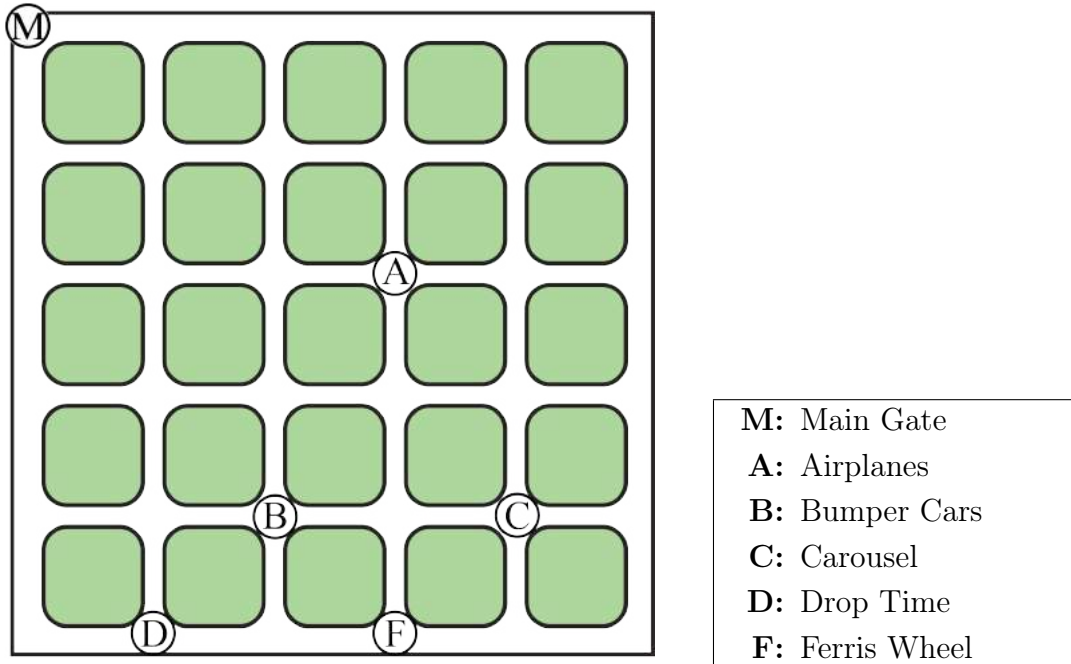 M
A
B
C
D
F
M: Main Gate
A: Airplanes
B: Bumper Cars
C: Carousel
D: Drop Time
F: Ferris Wheel